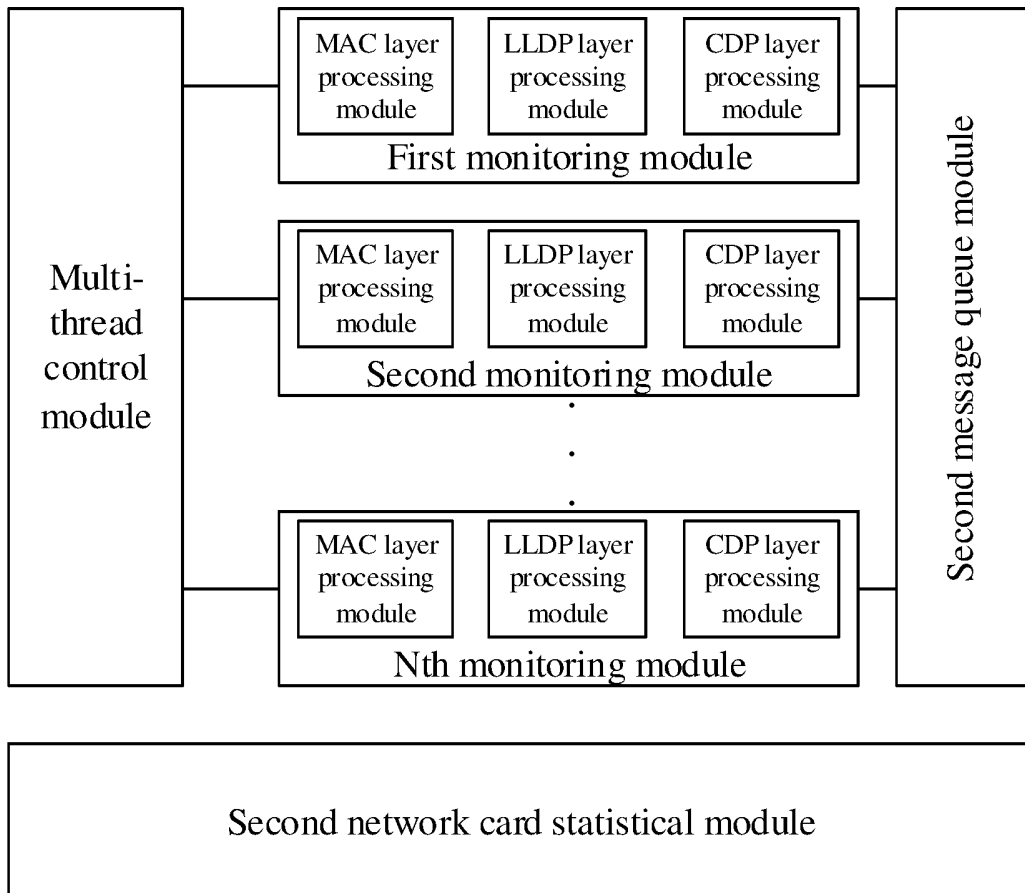 Multi-
thread
control
module
MAC layer
processing
module
LLDP layer
processing
module
CDP layer
processing
module
First monitoring module
MAC layer
processing
module
LLDP layer
processing
module
CDP layer
processing
module
Second monitoring module
MAC layer
processing
module
LLDP layer
processing
module
CDP layer
processing
module
Nth monitoring module
Second message queue module
Second network card statistical module